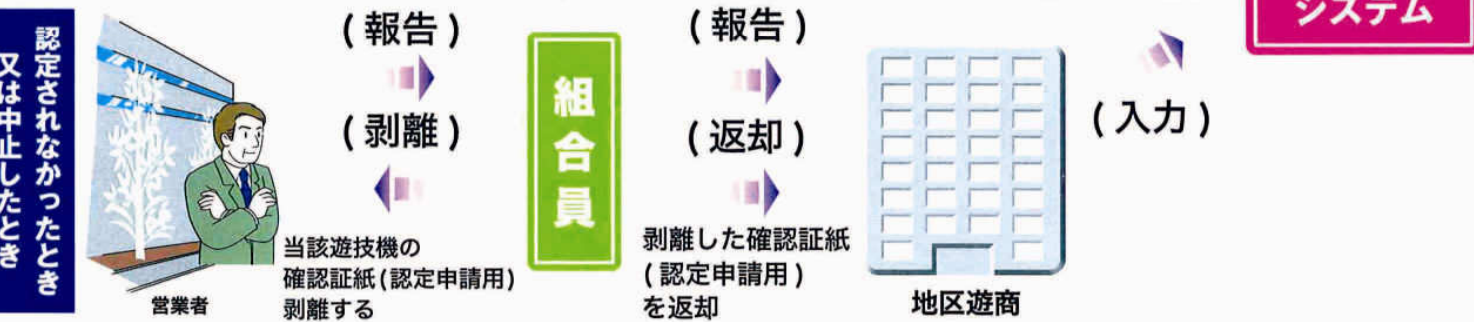 認定されなかったとき
又は中止したとき
営業者
(報告)
(剥離)
当該遊技機の
確認証紙(認定申請用)
剥離する
組合員
(報告)
(返却)
剥離した確認証紙
(認定申請用)
を返却
地区遊商
(入力)
システム